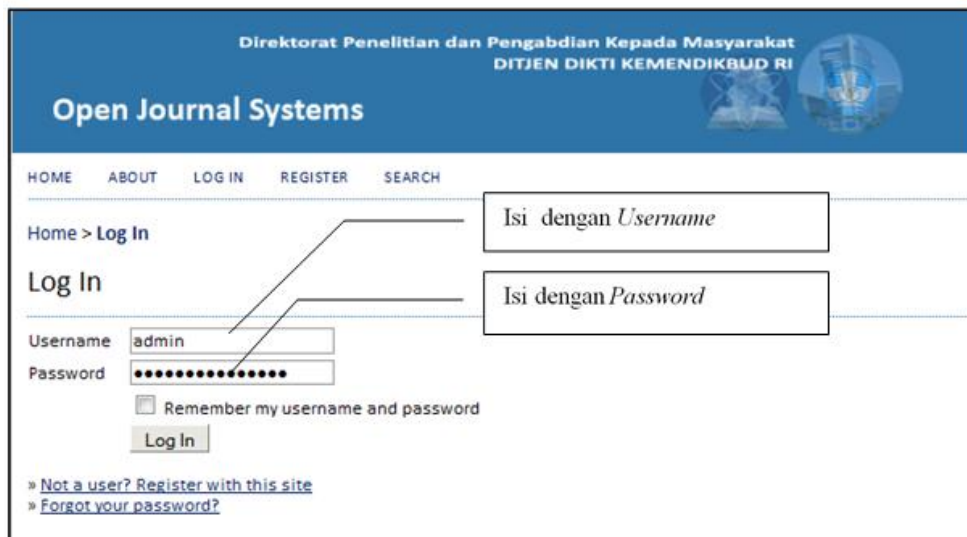 Direktorat Penelitian dan Pengabdian Kepada Masyarakat
DITJEN DIKTI KEMENDIKBUD RI
Open Journal Systems
HOME ABOUT LOG IN REGISTER SEARCH
Home > Log In
Isi dengan Username
Log In
Isi dengan Password
Username admin
Password ●●●●●●●●●●●●●●●
Remember my username and password
Log In
» Not a user? Register with this site
» Forgot your password?